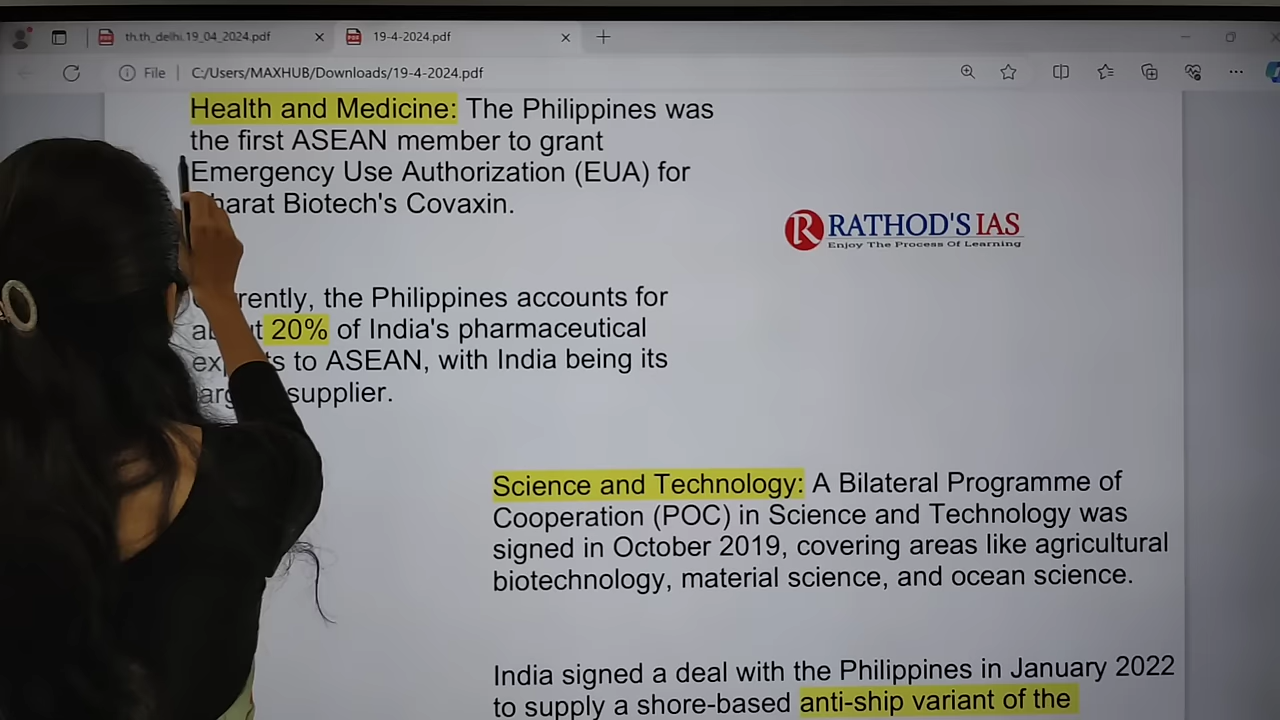 th.th_delhi.19_04_2024.pdf
19-4-2024.pdf
File
C:/Users/MAXHUB/Downloads/19-4-2024.pdf
Health and Medicine: The Philippines was
the first ASEAN member to grant
Emergency Use Authorization (EUA) for
Biotech's Covaxin.
RATHOD'S IAS
Enjoy The Process Of Learning
the Philippines accounts for
20% of India's pharmaceutical
to ASEAN, with India being its
supplier.
Science and Technology: A Bilateral Programme of
Cooperation (POC) in Science and Technology was
signed in October 2019, covering areas like agricultural
biotechnology, material science, and ocean science.
India signed a deal with the Philippines in January 2022
to supply a shore-based anti-ship variant of the